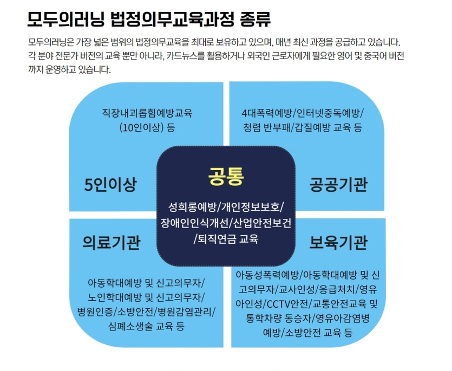 모두의러닝 법정의무교육과정 종류
모두의러닝은 가장 넓은 범위의 법정의무교육을 최대로 보유하고 있으며, 매년 최신 과정을 공급하고 있습니다.
각 분야 전문가 버전의 교육 뿐만 아니라, 카드뉴스를 활용하거나 외국인 근로자에게 필요한 영어 및 중국어 버전
까지 운영하고 있습니다.
직장내괴롭힘예방교육
(10인이상) 등
5인이상
4대폭력예방/인터넷중독예방/
청렴 반부패/갑질예방 교육 등
공공기관
공통
성희롱예방/개인정보보호/
장애인인식개선/산업안전보건
/퇴직연금 교육
의료기관
아동학대예방 및 신고의무자/
노인학대예방 및 신고의무자/
병원인증/소방안전/병원감염관리/
심폐소생술 교육 등
보육기관
아동성폭력예방/아동학대예방 및 신
고의무자/교사인성/응급처치/영유
아인성/CCTV안전/교통안전교육 및
통학차량 동승자/영유아감염병
예방/소방안전 교육 등